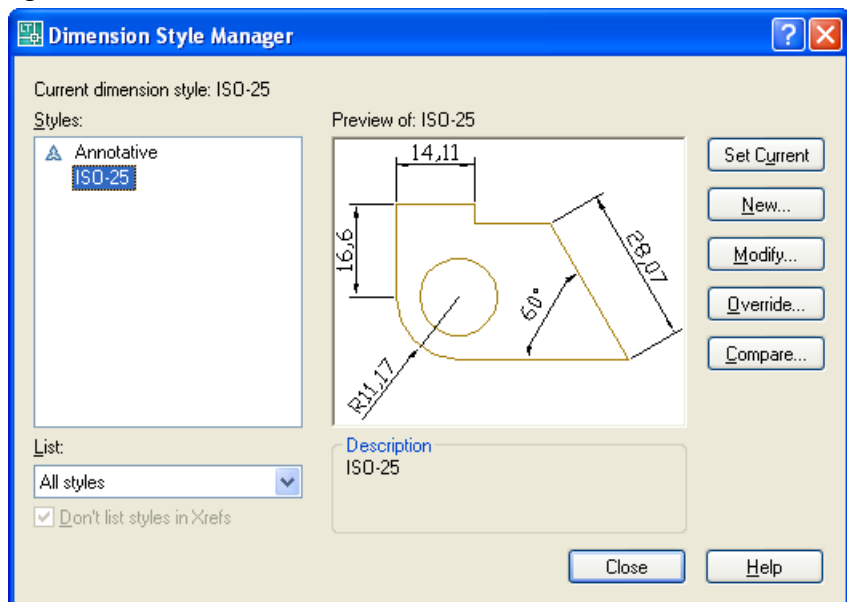 Dimension Style Manager
Current dimension style: ISO-25
Styles:
Annotative
ISO-25
Preview of: ISO-25
14,11
16,6
28,07
60°
R11,17
Set Current
New...
Modify...
Override...
Compare...
List:
All styles
Don't list styles in Xrefs
Description
ISO-25
Close
Help